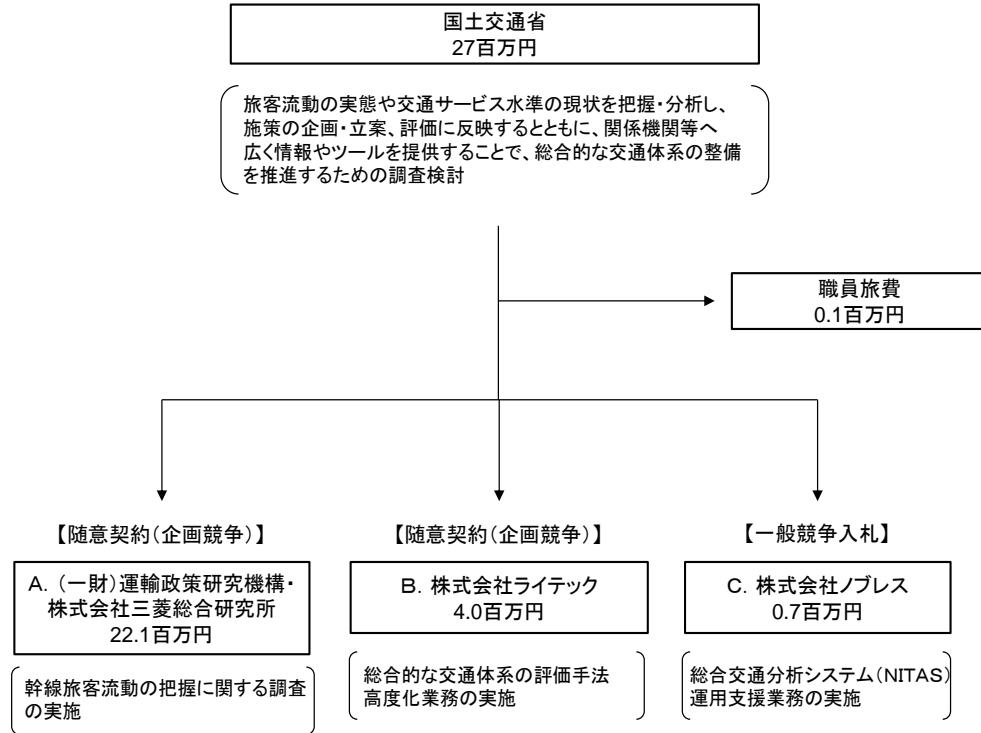 国土交通省
27百万円
旅客流動の実態や交通サービス水準の現状を把握・分析し、
施策の企画・立案、評価に反映するとともに、関係機関等へ
広く情報やツールを提供することで、総合的な交通体系の整備
を推進するための調査検討
職員旅費
0.1百万円
【随意契約（企画競争）】
A．（一財）運輸政策研究機構・
株式会社三菱総合研究所
22.1百万円
幹線旅客流動の把握に関する調査
の実施
【随意契約（企画競争）】
B．株式会社ライテック
4.0百万円
総合的な交通体系の評価手法
高度化業務の実施
【一般競争入札】
C．株式会社ノブレス
0.7百万円
総合交通分析システム（NITAS）
運用支援業務の実施